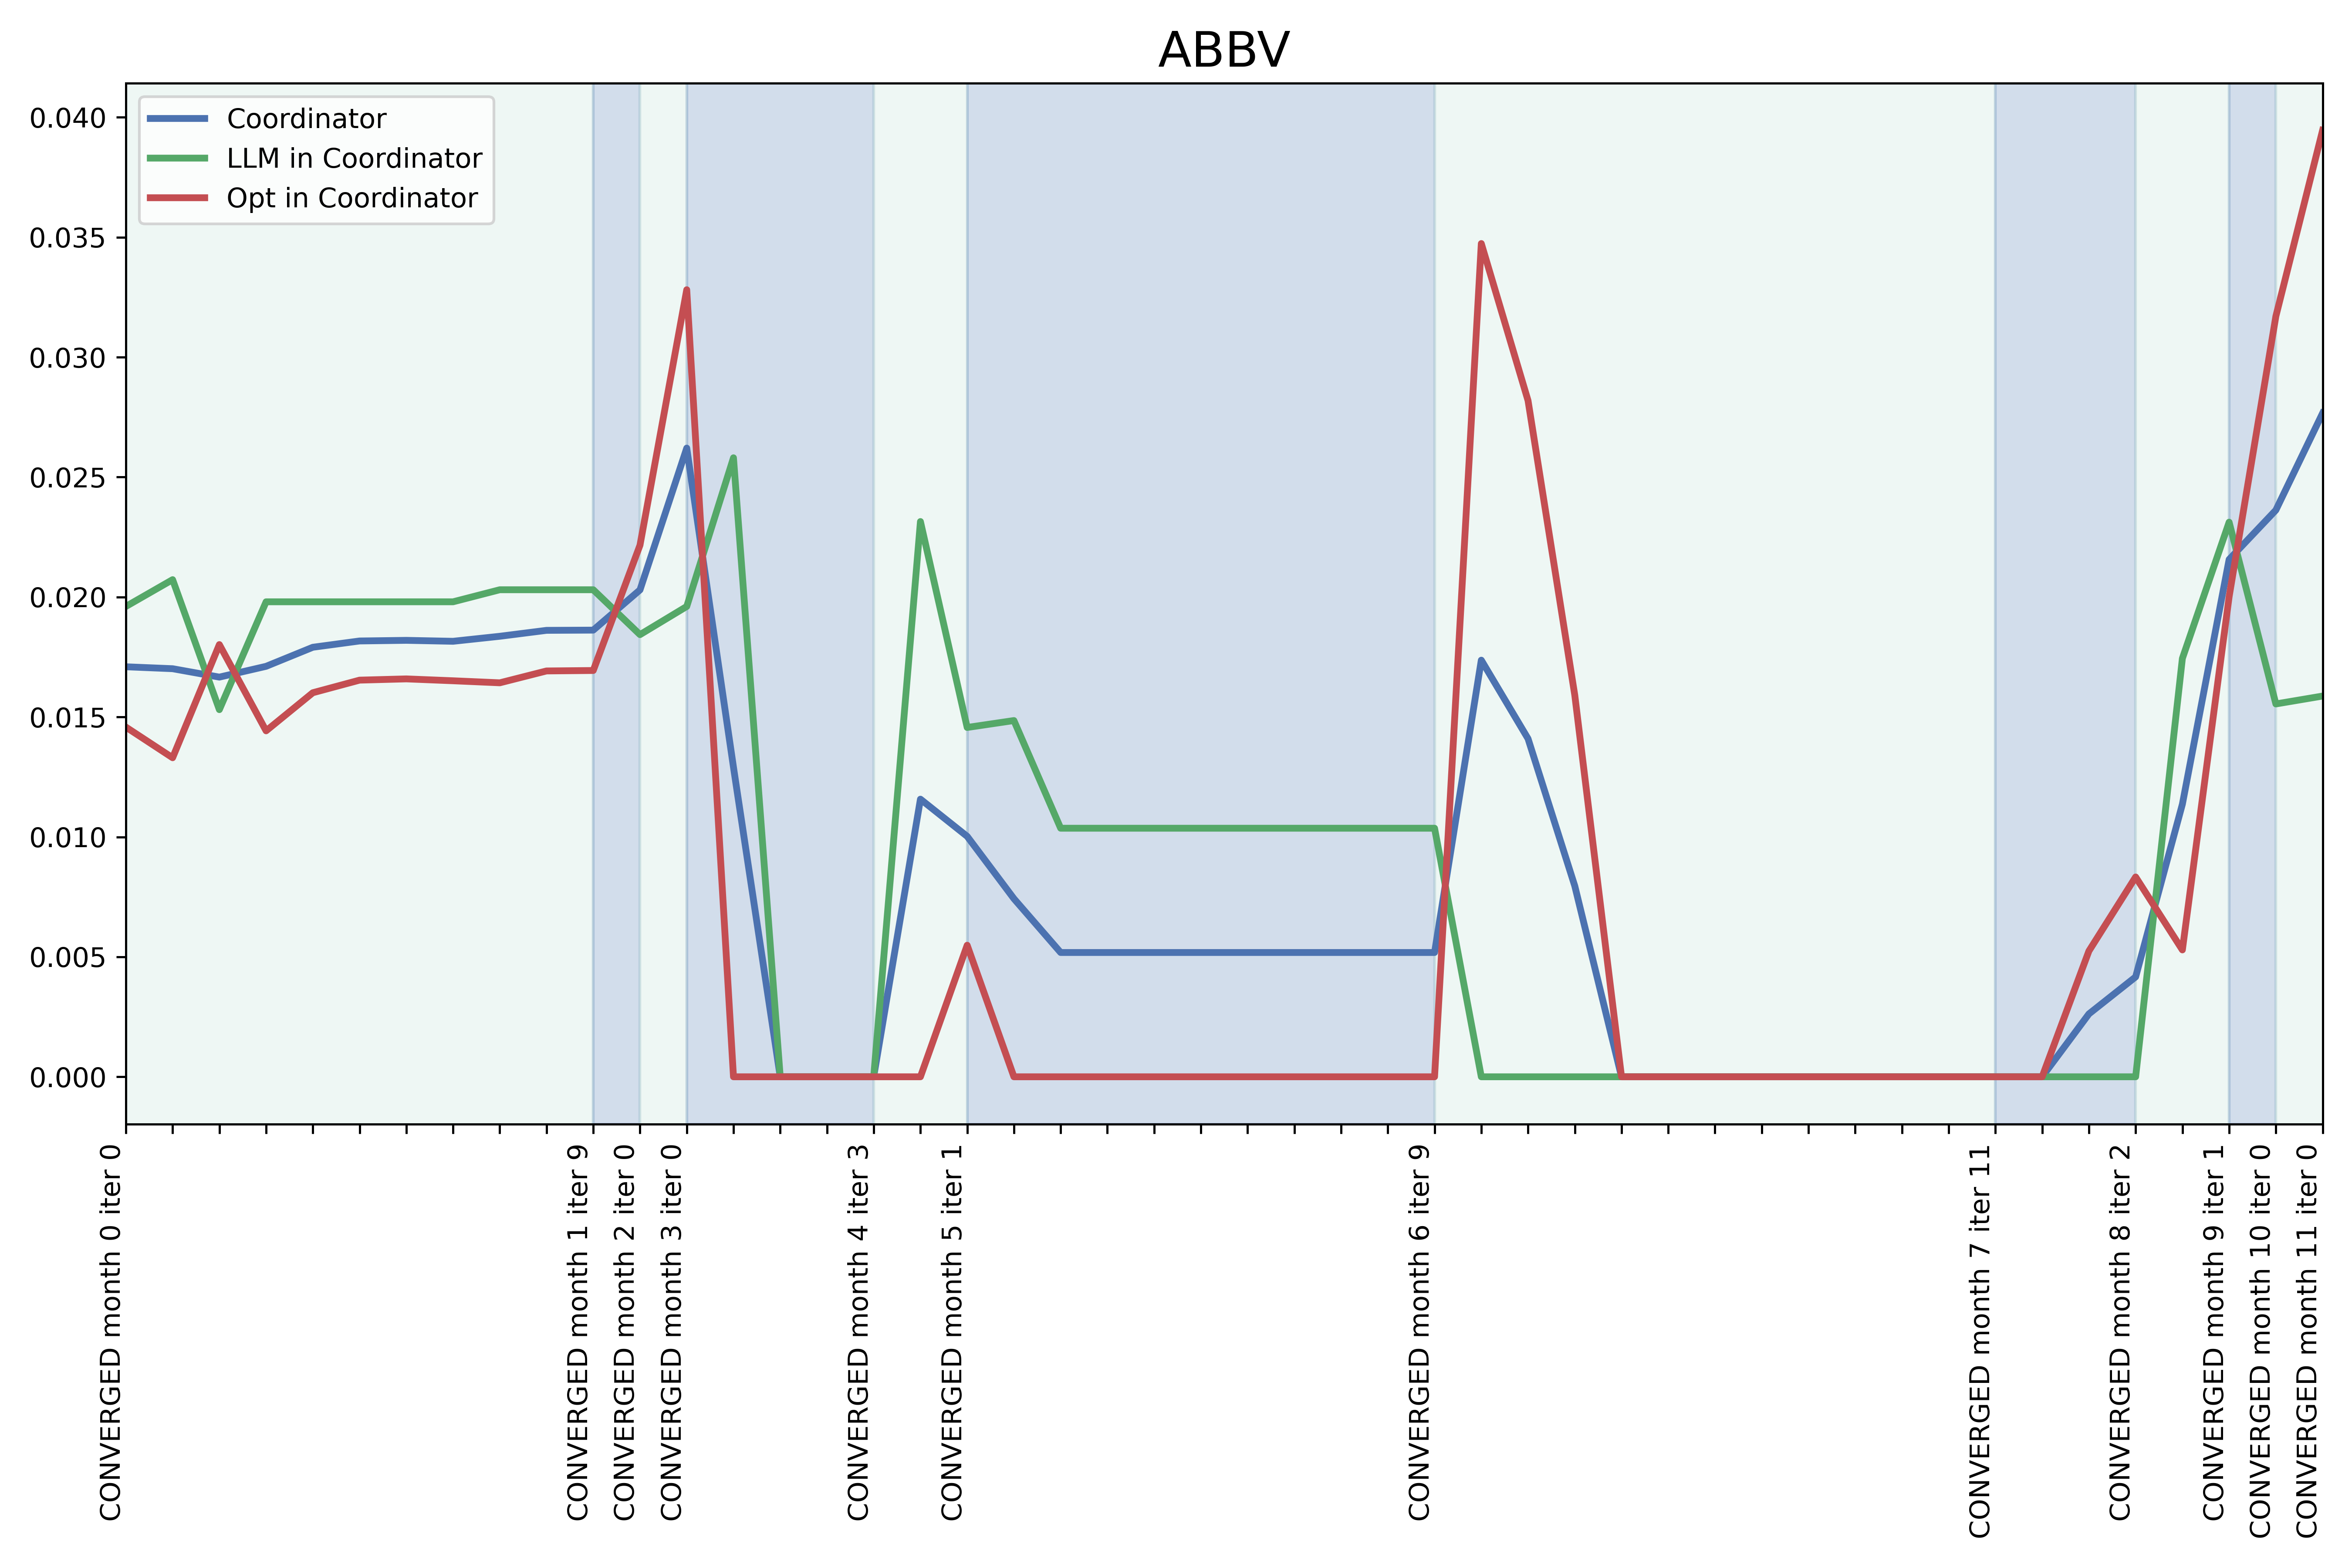 ABBV
0.040
0.035
0.030
0.025
0.020
0.015
0.010
0.005
0.000
Coordinator
LLM in Coordinator
Opt in Coordinator
CONVERGED month 0 iter 0
CONVERGED month 1 iter 9
CONVERGED month 2 iter 0
CONVERGED month 3 iter 0
CONVERGED month 4 iter 3
CONVERGED month 5 iter 1
CONVERGED month 6 iter 9
CONVERGED month 7 iter 11
CONVERGED month 8 iter 2
CONVERGED month 9 iter 1
CONVERGED month 10 iter 0
CONVERGED month 11 iter 0